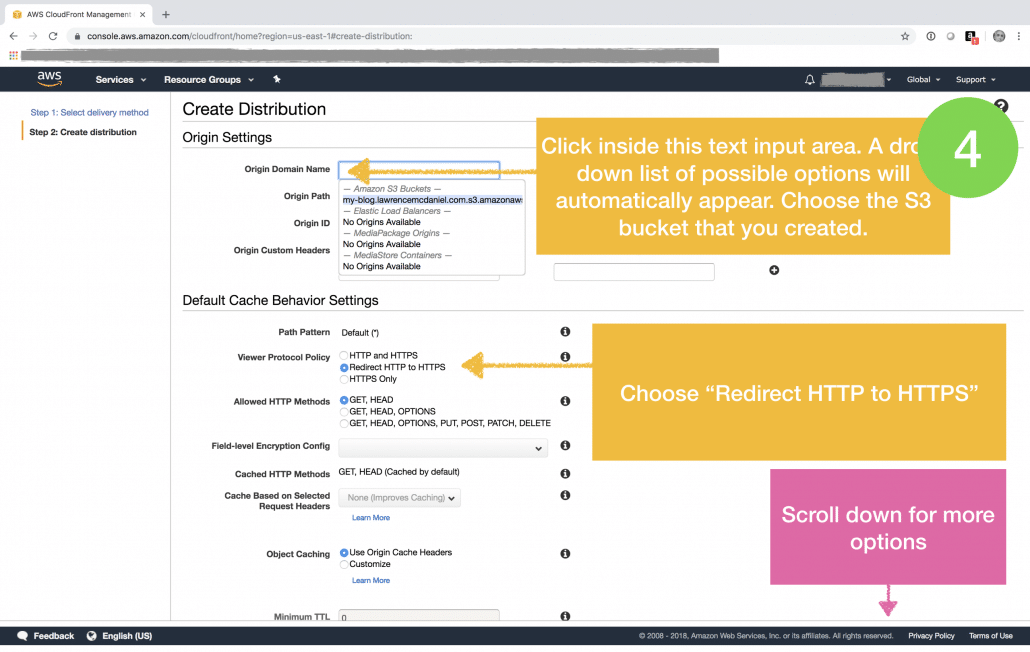 AWS CloudFront Management
console.aws.amazon.com/cloudfront/home?region=us-east-1#create-distribution:
aws
Services
Resource Groups
Global
Support
Step 1: Select delivery method
Step 2: Create distribution
Create Distribution
Origin Settings
Origin Domain Name
Origin Path
Origin ID
Origin Custom Headers
— Amazon S3 Buckets —
my-blog.lawrencemcdaniel.com.s3.amazonaws
— Elastic Load Balancers —
No Origins Available
— MediaPackage Origins —
No Origins Available
— MediaStore Containers —
No Origins Available
Click inside this text input area. A dro
down list of possible options will
automatically appear. Choose the S3
bucket that you created.
4
Default Cache Behavior Settings
Path Pattern
Default (*)
Viewer Protocol Policy
HTTP and HTTPS
Redirect HTTP to HTTPS
HTTPS Only
Choose “Redirect HTTP to HTTPS”
Allowed HTTP Methods
GET, HEAD
GET, HEAD, OPTIONS
GET, HEAD, OPTIONS, PUT, POST, PATCH, DELETE
Field-level Encryption Config
Cached HTTP Methods
GET, HEAD (Cached by default)
Cache Based on Selected
Request Headers
None (Improves Caching)
Learn More
Object Caching
Use Origin Cache Headers
Customize
Learn More
Scroll down for more
options
Minimum TTL
0
Feedback
English (US)
© 2008 - 2018, Amazon Web Services, Inc. or its affiliates. All rights reserved.
Privacy Policy
Terms of Use